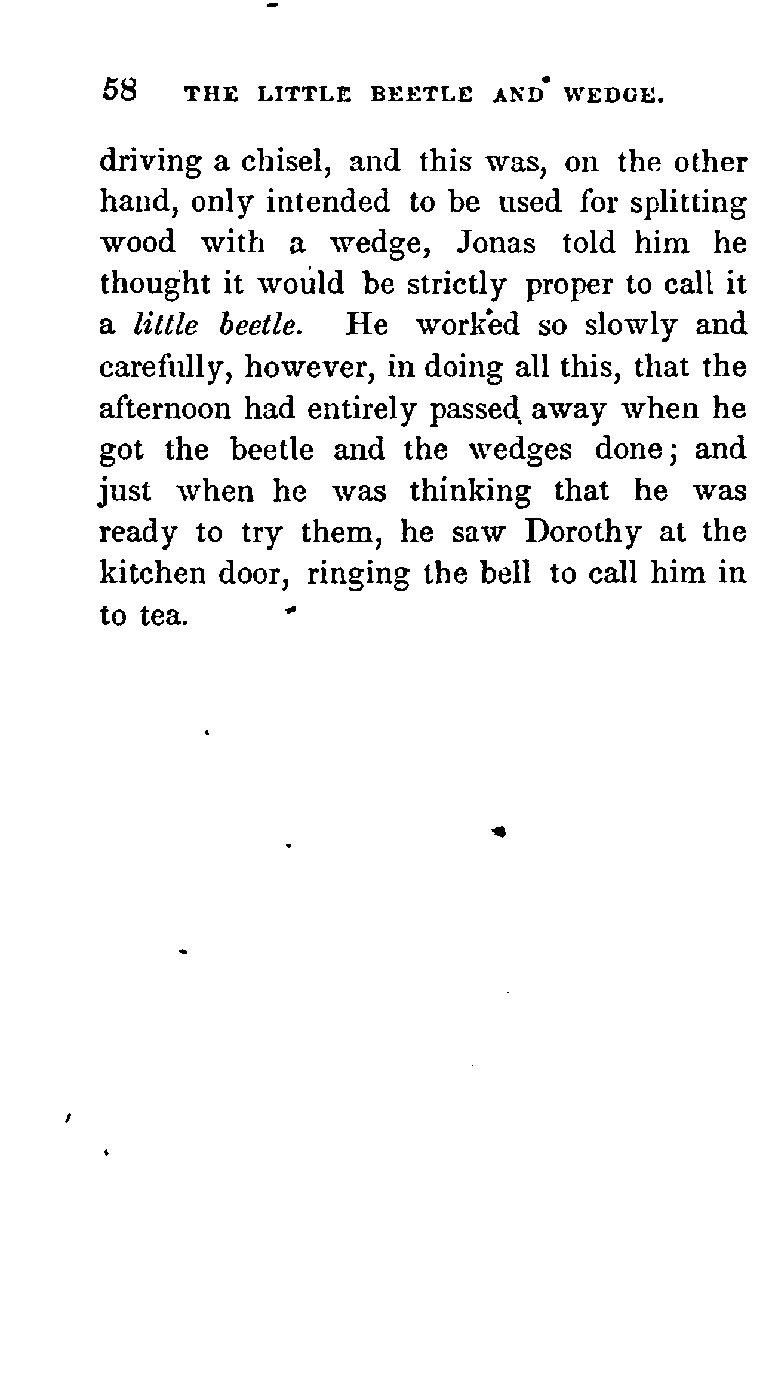 58 THE LITTLE BEETLE AND WEDGE.
driving a chisel, and this was, on the other
hand, only intended to be used for splitting
wood with a wedge, Jonas told him he
thought it would be strictly proper to call it
a little beetle. He worked so slowly and
carefully, however, in doing all this, that the
afternoon had entirely passed away when he
got the beetle and the wedges done; and
just when he was thinking that he was
ready to try them, he saw Dorothy at the
kitchen door, ringing the bell to call him in
to tea.